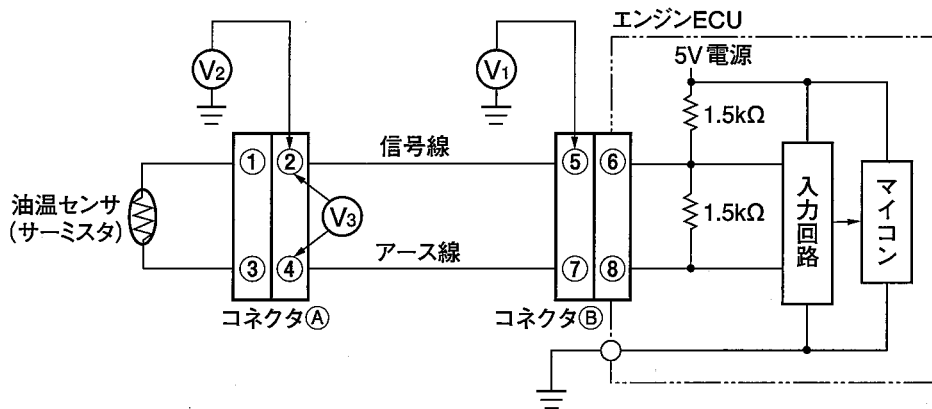 エンジンECU
5V電源
V2
V1
1.5kΩ
① ② 信号線 ⑤ ⑥
油温センサ
(サーミスタ)
V3
1.5kΩ
入力回路
マイコン
③ ④ アース線 ⑦ ⑧
コネクタⒶ
コネクタⒷ